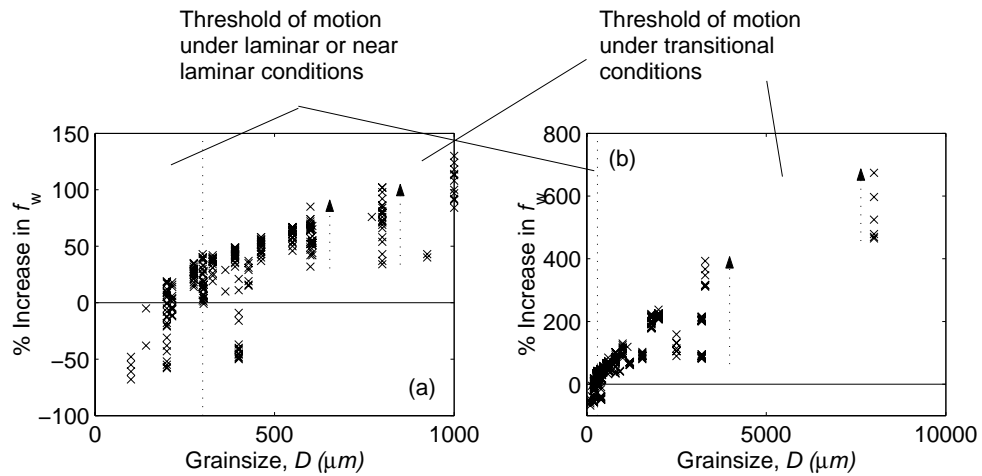 Threshold of motion
under laminar or near
laminar conditions
Threshold of motion
under transitional
conditions
150
100
50
0
−50
−100
% Increase in f_w
0
500
1000
Grainsize, D (μm)
(a)
800
600
400
200
0
% Increase in f_w
0
5000
10000
Grainsize, D (μm)
(b)